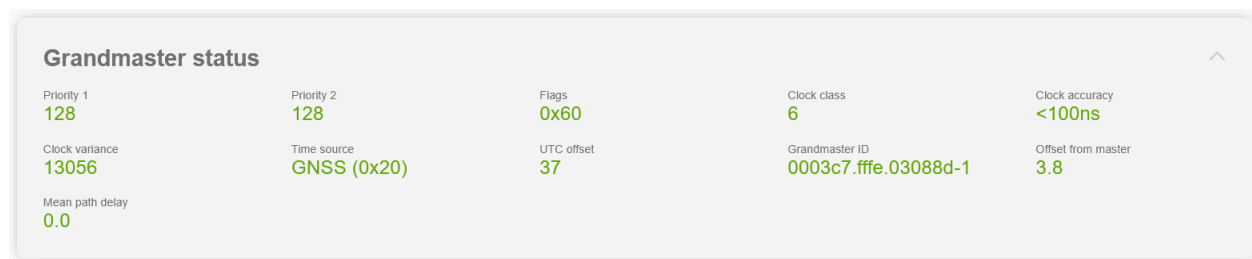 Grandmaster status
Priority 1 Priority 2 Flags Clock class Clock accuracy
128 128 0x60 6 <100ns
Clock variance Time source UTC offset Grandmaster ID Offset from master
13056 GNSS (0x20) 37 0003c7.fffe.03088d-1 3.8
Mean path delay
0.0